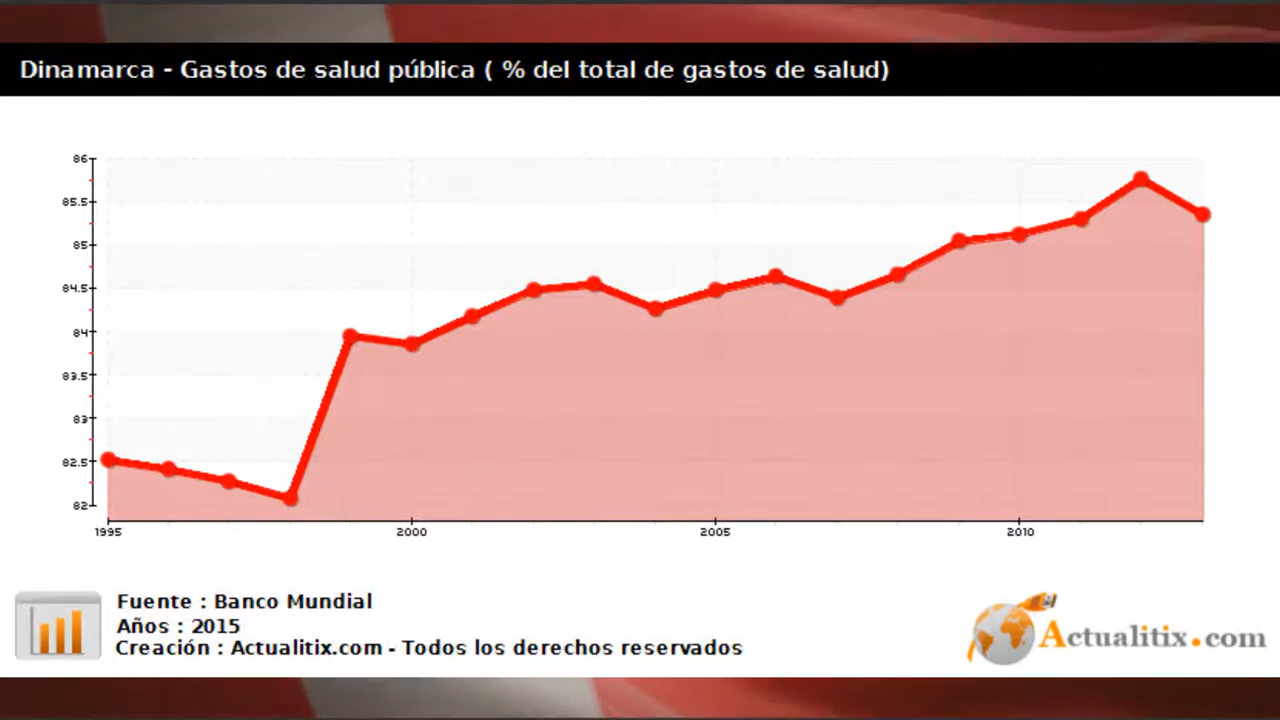 Dinamarca - Gastos de salud pública ( % del total de gastos de salud)
86
85.5
85
84.5
84
83.5
83
82.5
82
1995 2000 2005 2010
Fuente : Banco Mundial
Años : 2015
Creación : Actualitix.com - Todos los derechos reservados
Actualitix.com